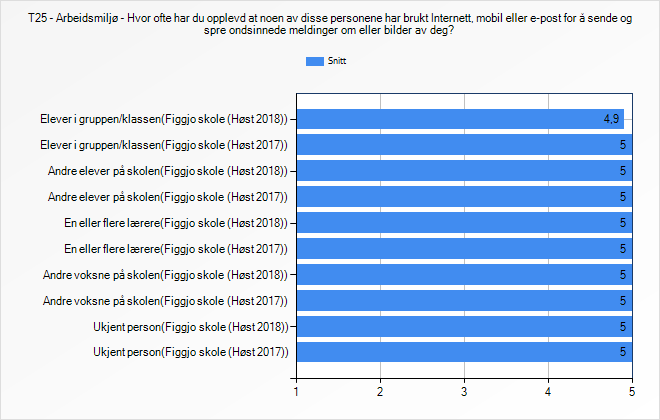 T25 - Arbeidsmiljø - Hvor ofte har du opplevd at noen av disse personene har brukt Internett, mobil eller e-post for å sende og
spre ondsinnede meldinger om eller bilder av deg?
Snitt
Elever i gruppen/klassen(Figgjo skole (Høst 2018)) 4,9
Elever i gruppen/klassen(Figgjo skole (Høst 2017)) 5
Andre elever på skolen(Figgjo skole (Høst 2018)) 5
Andre elever på skolen(Figgjo skole (Høst 2017)) 5
En eller flere lærere(Figgjo skole (Høst 2018)) 5
En eller flere lærere(Figgjo skole (Høst 2017)) 5
Andre voksne på skolen(Figgjo skole (Høst 2018)) 5
Andre voksne på skolen(Figgjo skole (Høst 2017)) 5
Ukjent person(Figgjo skole (Høst 2018)) 5
Ukjent person(Figgjo skole (Høst 2017)) 5
1 2 3 4 5